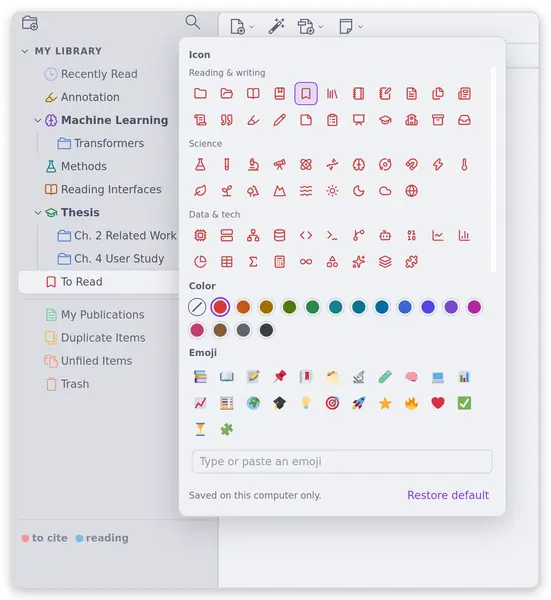 MY LIBRARY
Recently Read
Annotation
Machine Learning
Transformers
Methods
Reading Interfaces
Thesis
Ch. 2 Related Work
Ch. 4 User Study
To Read
My Publications
Duplicate Items
Unfiled Items
Trash
to cite
reading
Icon
Reading & writing
Science
Data & tech
Color
Emoji
Type or paste an emoji
Saved on this computer only.
Restore default